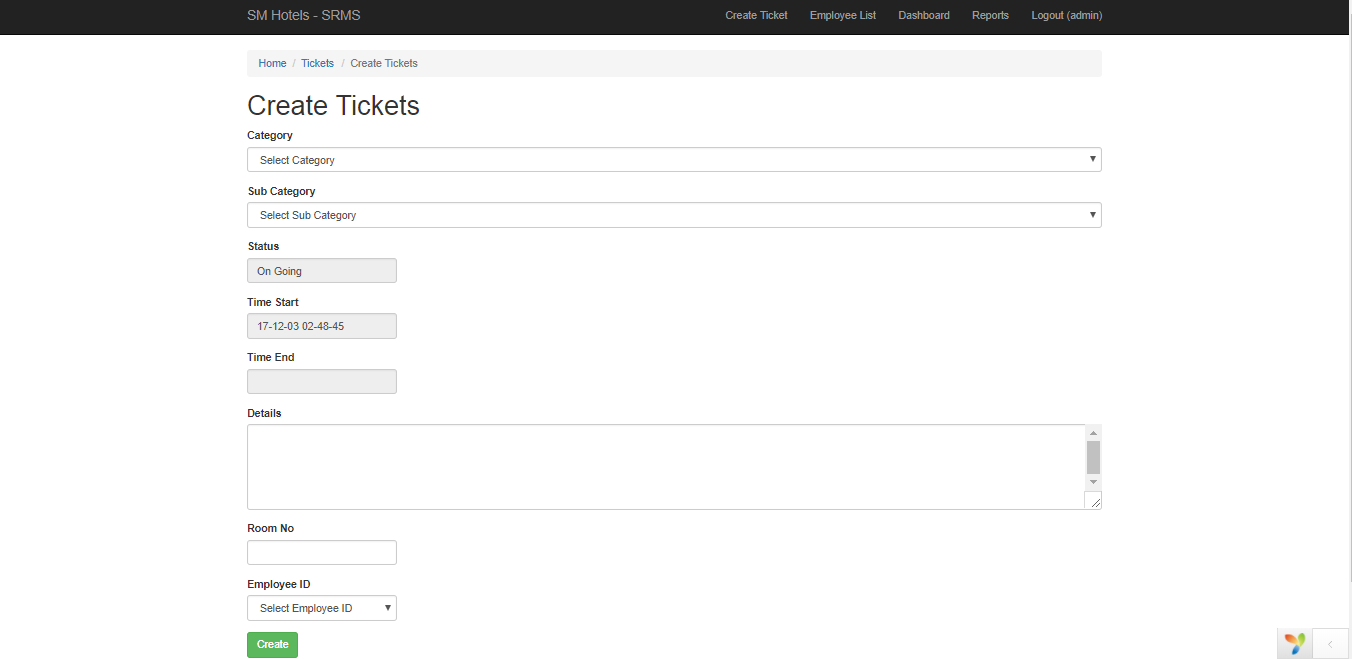 SM Hotels - SRMS Create Ticket Employee List Dashboard Reports Logout (admin)
Home / Tickets / Create Tickets
Create Tickets
Category
Select Category
Sub Category
Select Sub Category
Status
On Going
Time Start
17-12-03 02-48-45
Time End
Details
Room No
Employee ID
Select Employee ID
Create